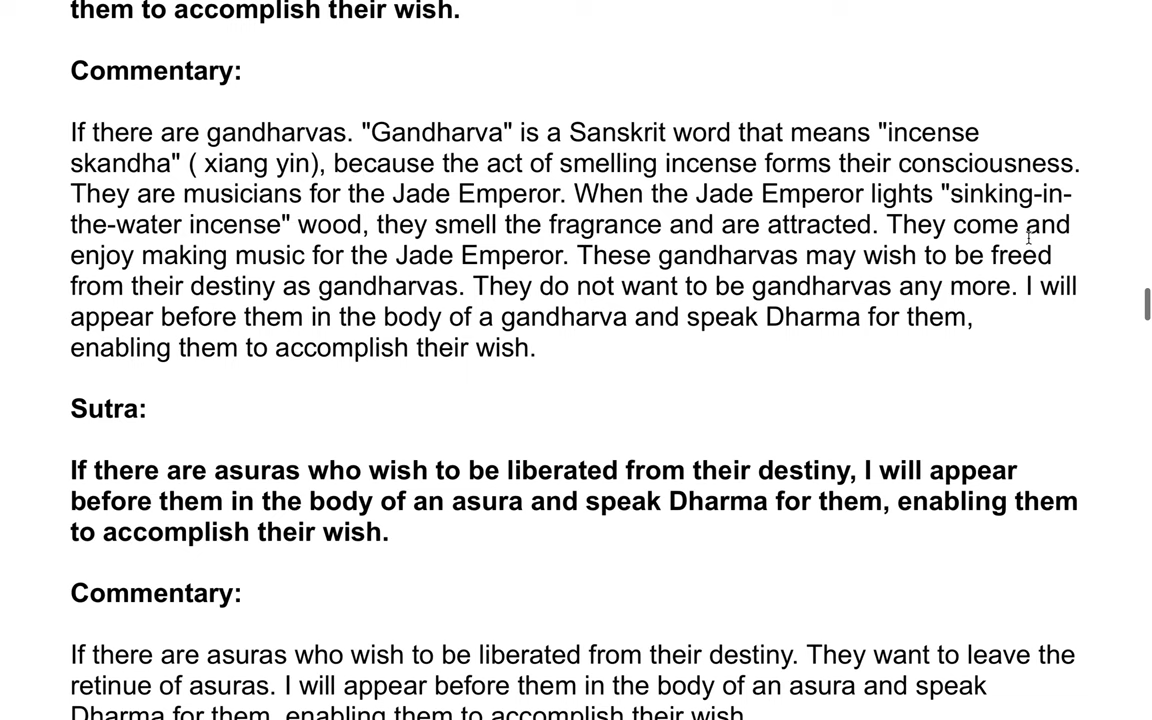 them to accomplish their wish.
Commentary:
If there are gandharvas. "Gandharva" is a Sanskrit word that means "incense
skandha" ( xiang yin), because the act of smelling incense forms their consciousness.
They are musicians for the Jade Emperor. When the Jade Emperor lights "sinking-in-
the-water incense" wood, they smell the fragrance and are attracted. They come and
enjoy making music for the Jade Emperor. These gandharvas may wish to be freed
from their destiny as gandharvas. They do not want to be gandharvas any more. I will
appear before them in the body of a gandharva and speak Dharma for them,
enabling them to accomplish their wish.
Sutra:
If there are asuras who wish to be liberated from their destiny, I will appear
before them in the body of an asura and speak Dharma for them, enabling them
to accomplish their wish.
Commentary:
If there are asuras who wish to be liberated from their destiny. They want to leave the
retinue of asuras. I will appear before them in the body of an asura and speak
Dharma for them, enabling them to accomplish their wish.